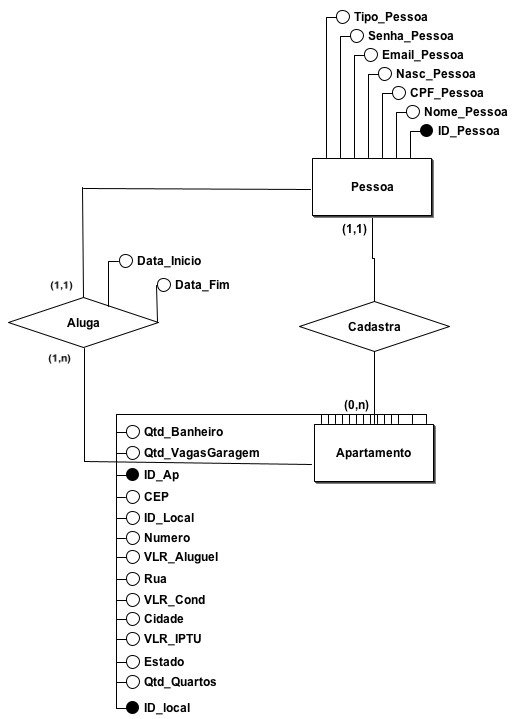 Tipo_Pessoa
Senha_Pessoa
Email_Pessoa
Nasc_Pessoa
CPF_Pessoa
Nome_Pessoa
ID_Pessoa
Pessoa
(1,1)
Data_Inicio
Data_Fim
(1,1)
Aluga
Cadastra
(1,n)
(0,n)
Apartamento
Qtd_Banheiro
Qtd_VagasGaragem
ID_Ap
CEP
ID_Local
Numero
VLR_Aluguel
Rua
VLR_Cond
Cidade
VLR_IPTU
Estado
Qtd_Quartos
ID_local